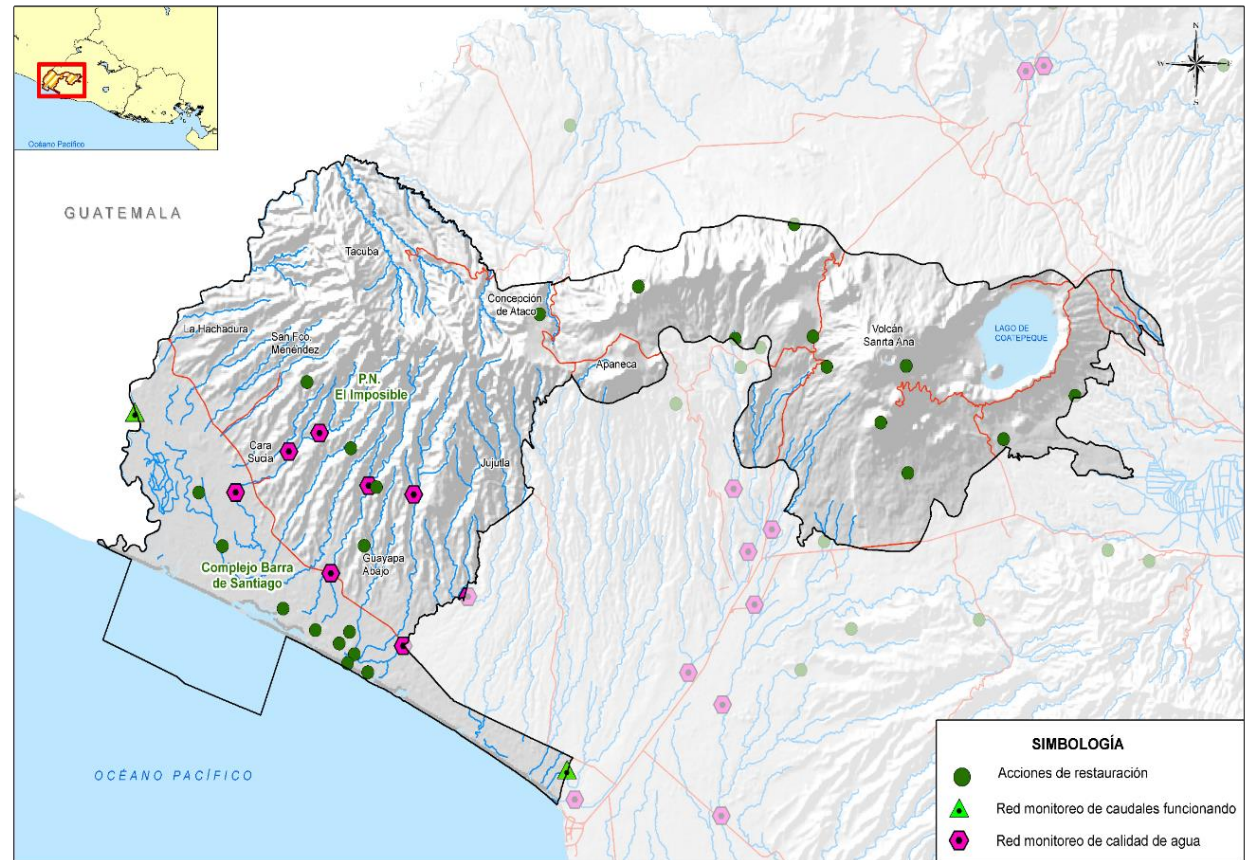 Océano Pacífico
N
W
E
S
GUATEMALA
Tacuba
Concepción
de Ataco
La Hachadura
San Fco.
Menéndez
Apaneca
Volcán
Sanrta Ana
LAGO DE
COATEPEQUE
P.N.
El Imposible
Cara
Sucia
Jujutla
Complejo Barra
de Santiago
Guayapa
Abajo
OCÉANO PACÍFICO
SIMBOLOGÍA
Acciones de restauración
Red monitoreo de caudales funcionando
Red monitoreo de calidad de agua